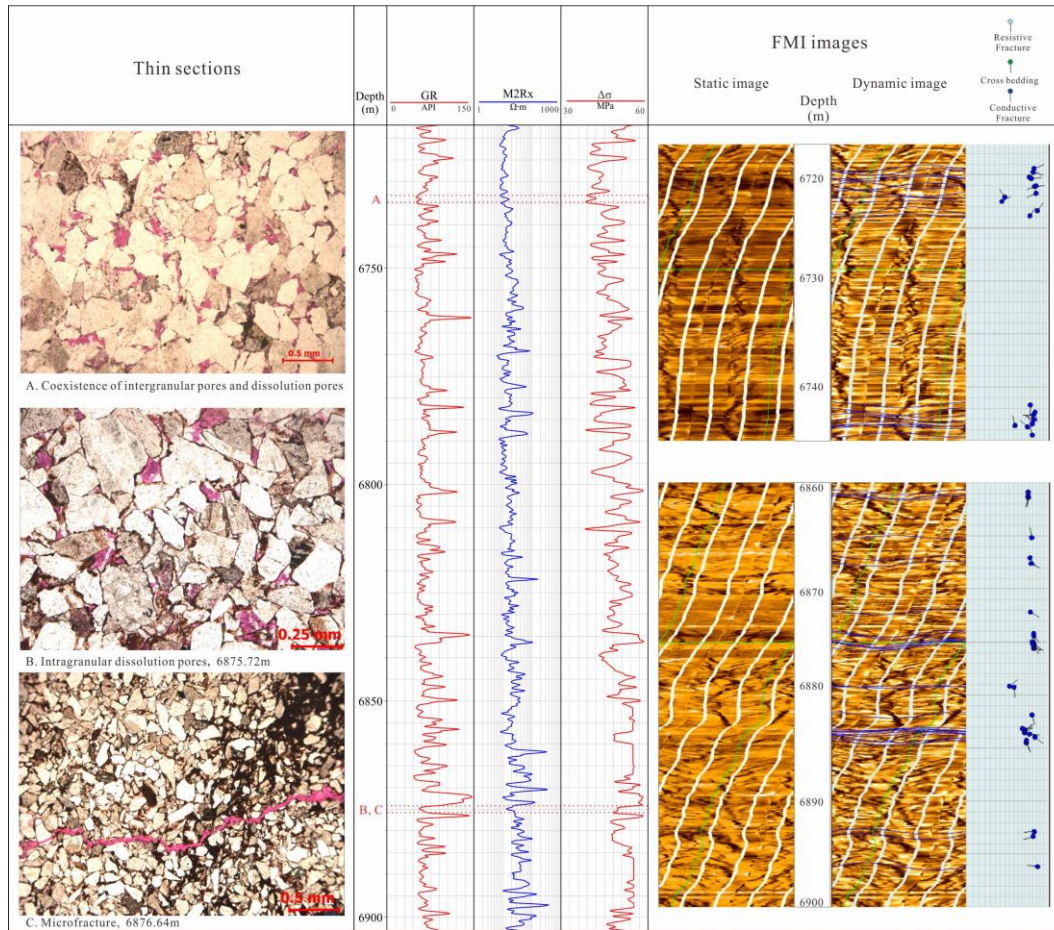 Thin sections
Depth
(m)
GR
0 API 150
M2Rx
1 Ω·m 1000
Δσ
30 MPa 60
FMI images
Static image
Depth
(m)
Dynamic image
Resistive
Fracture
Cross bedding
Conductive
Fracture
0.5 mm
A. Coexistence of intergranular pores and dissolution pores
0.25 mm
B. Intragranular dissolution pores, 6875.72m
0.5 mm
C. Microfracture, 6876.64m
A
6750
6800
6850
B, C
6900
6720
6730
6740
6860
6870
6880
6890
6900